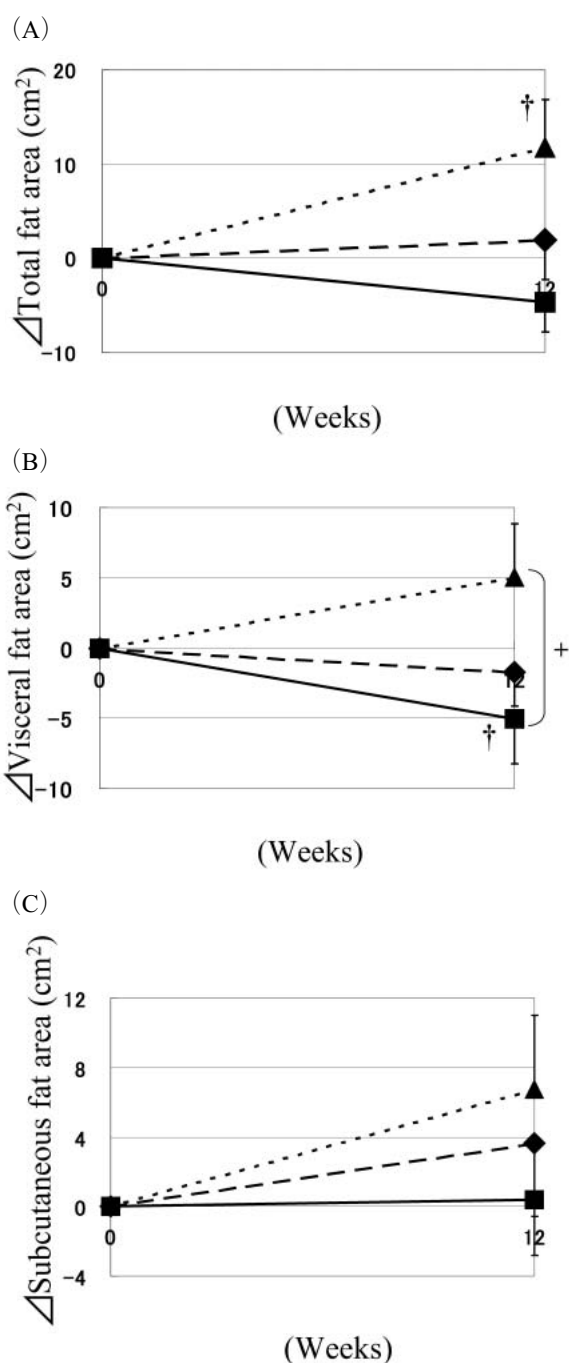 (A)
⊿Total fat area (cm²)
20
†
10
0
0
12
-10
(Weeks)
(B)
⊿Visceral fat area (cm²)
10
5
+
0
0
12
-5
†
-10
(Weeks)
(C)
⊿Subcutaneous fat area (cm²)
12
8
4
0
0
12
-4
(Weeks)